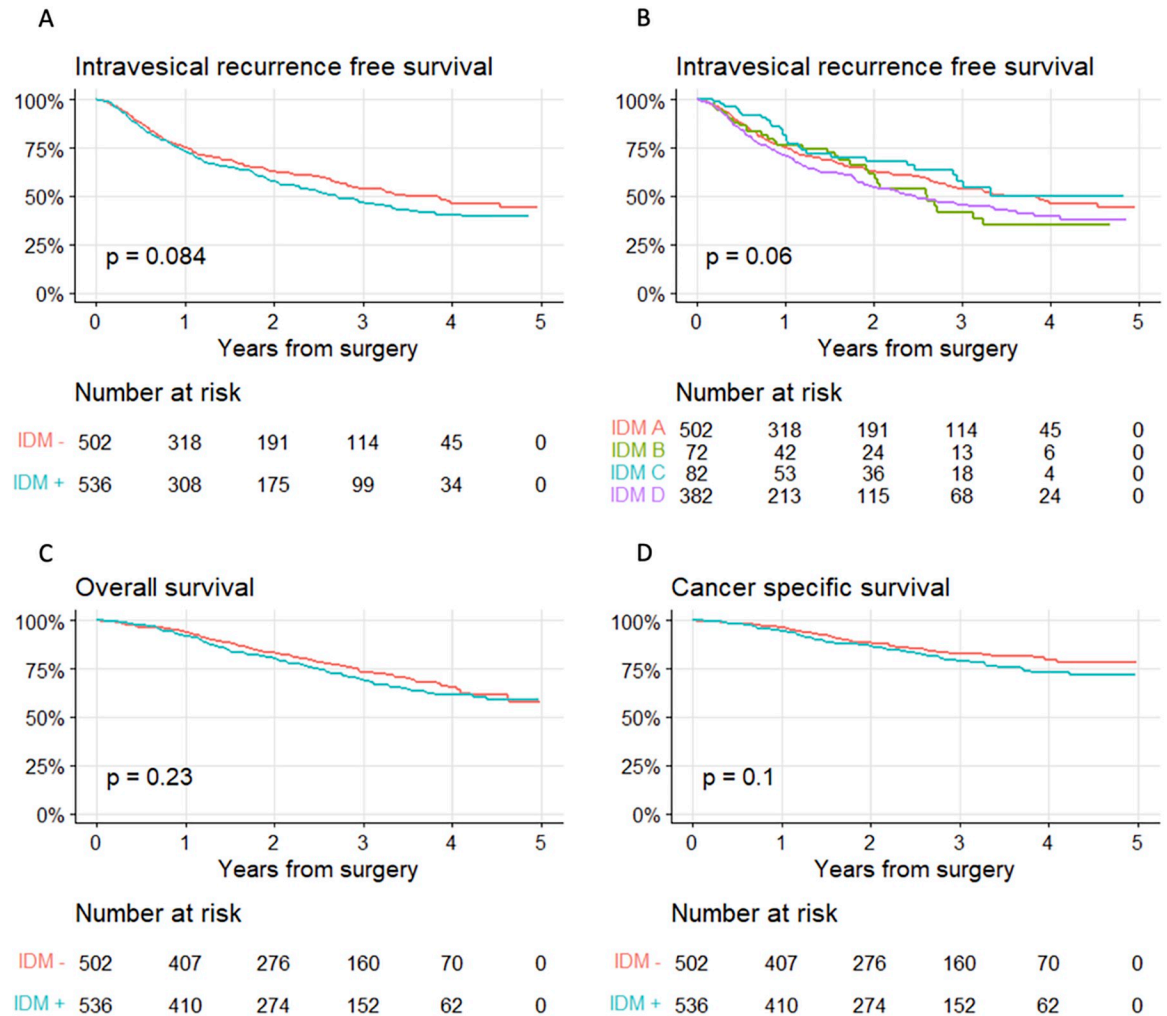 A
Intravesical recurrence free survival
100%
75%
50%
25%
0%
p = 0.084
0 1 2 3 4 5
Years from surgery
Number at risk
IDM - 502 318 191 114 45 0
IDM + 536 308 175 99 34 0
B
Intravesical recurrence free survival
100%
75%
50%
25%
0%
p = 0.06
0 1 2 3 4 5
Years from surgery
Number at risk
IDM A 502 318 191 114 45 0
IDM B 72 42 24 13 6 0
IDM C 82 53 36 18 4 0
IDM D 382 213 115 68 24 0
C
Overall survival
100%
75%
50%
25%
0%
p = 0.23
0 1 2 3 4 5
Years from surgery
Number at risk
IDM - 502 407 276 160 70 0
IDM + 536 410 274 152 62 0
D
Cancer specific survival
100%
75%
50%
25%
0%
p = 0.1
0 1 2 3 4 5
Years from surgery
Number at risk
IDM - 502 407 276 160 70 0
IDM + 536 410 274 152 62 0